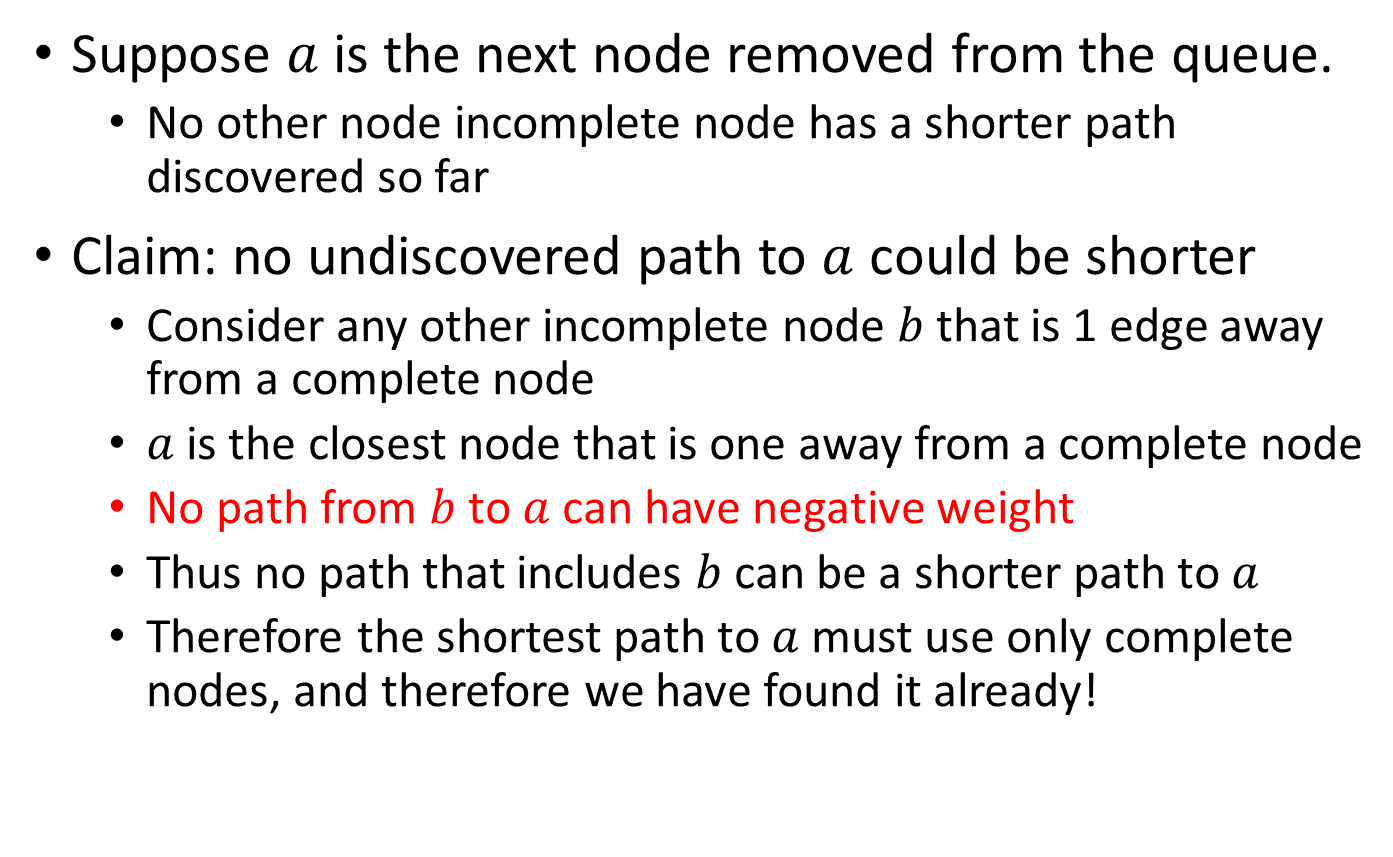 • Suppose 𝑎 is the next node removed from the queue.
• No other node incomplete node has a shorter path
discovered so far
• Claim: no undiscovered path to 𝑎 could be shorter
• Consider any other incomplete node 𝑏 that is 1 edge away
from a complete node
• 𝑎 is the closest node that is one away from a complete node
• No path from 𝑏 to 𝑎 can have negative weight
• Thus no path that includes 𝑏 can be a shorter path to 𝑎
• Therefore the shortest path to 𝑎 must use only complete
nodes, and therefore we have found it already!